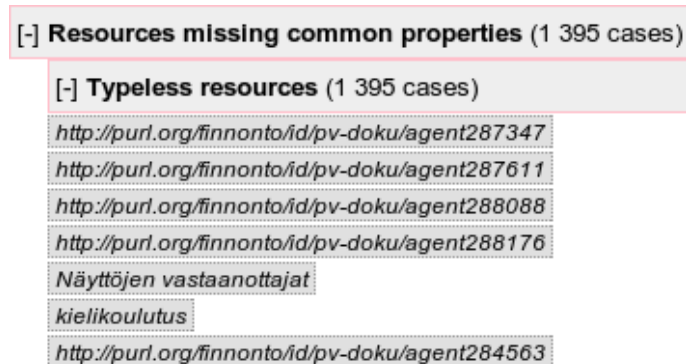 [-] Resources missing common properties (1 395 cases)
[-] Typeless resources (1 395 cases)
http://purl.org/finnonto/id/pv-doku/agent287347
http://purl.org/finnonto/id/pv-doku/agent287611
http://purl.org/finnonto/id/pv-doku/agent288088
http://purl.org/finnonto/id/pv-doku/agent288176
Näyttöjen vastaanottajat
kielikoulutus
http://purl.org/finnonto/id/pv-doku/agent284563